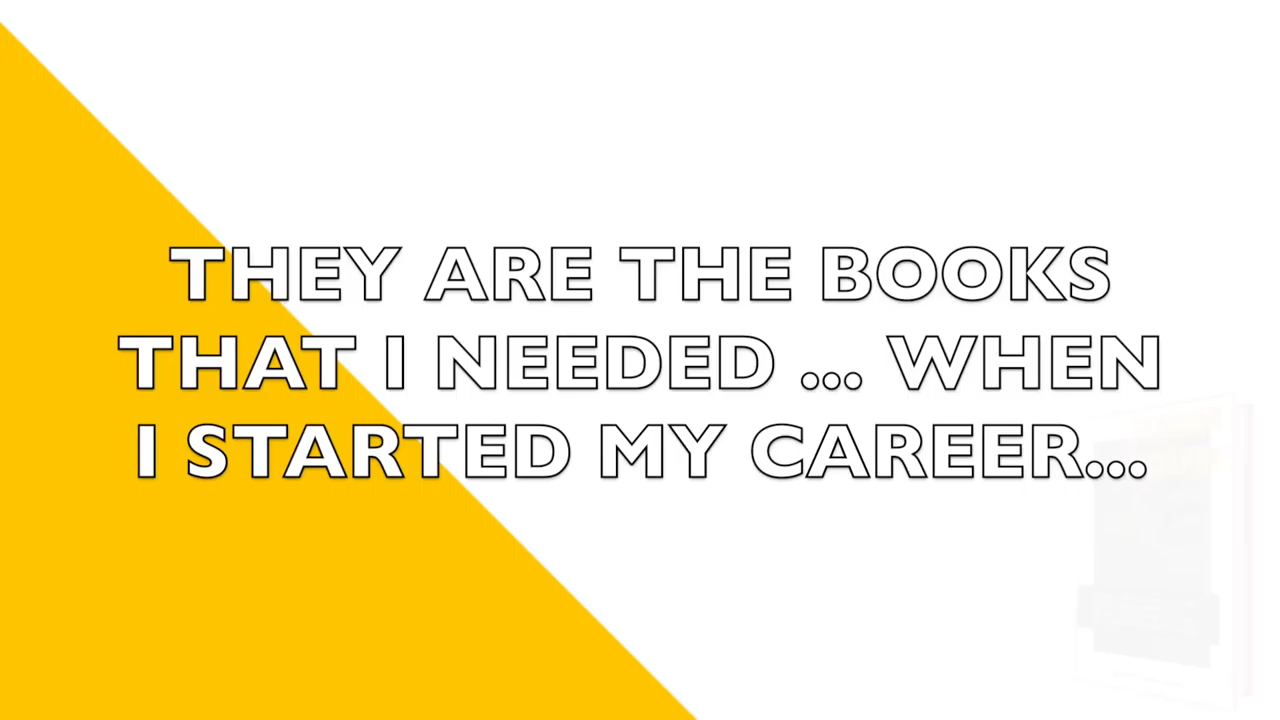 THEY ARE THE BOOKS
THAT I NEEDED ... WHEN
I STARTED MY CAREER...